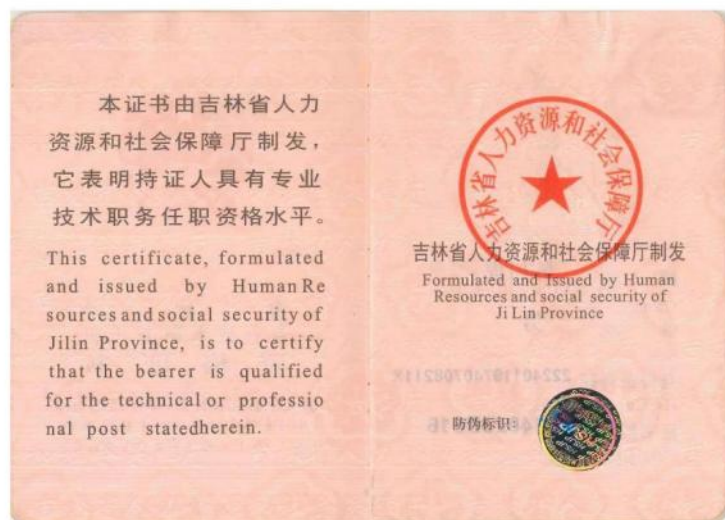 本证书由吉林省人力
资源和社会保障厅制发，
它表明持证人具有专业
技术职务任职资格水平。
This certificate, formulated
and issued by Human Re
sources and social security of
Jilin Province, is to certify
that the bearer is qualified
for the technical or professio
nal post statedherein.
吉林省人力资源和社会保障厅
吉林省人力资源和社会保障厅制发
Formulated and Issued by Human
Resources and social security of
Ji Lin Province
防伪标识: